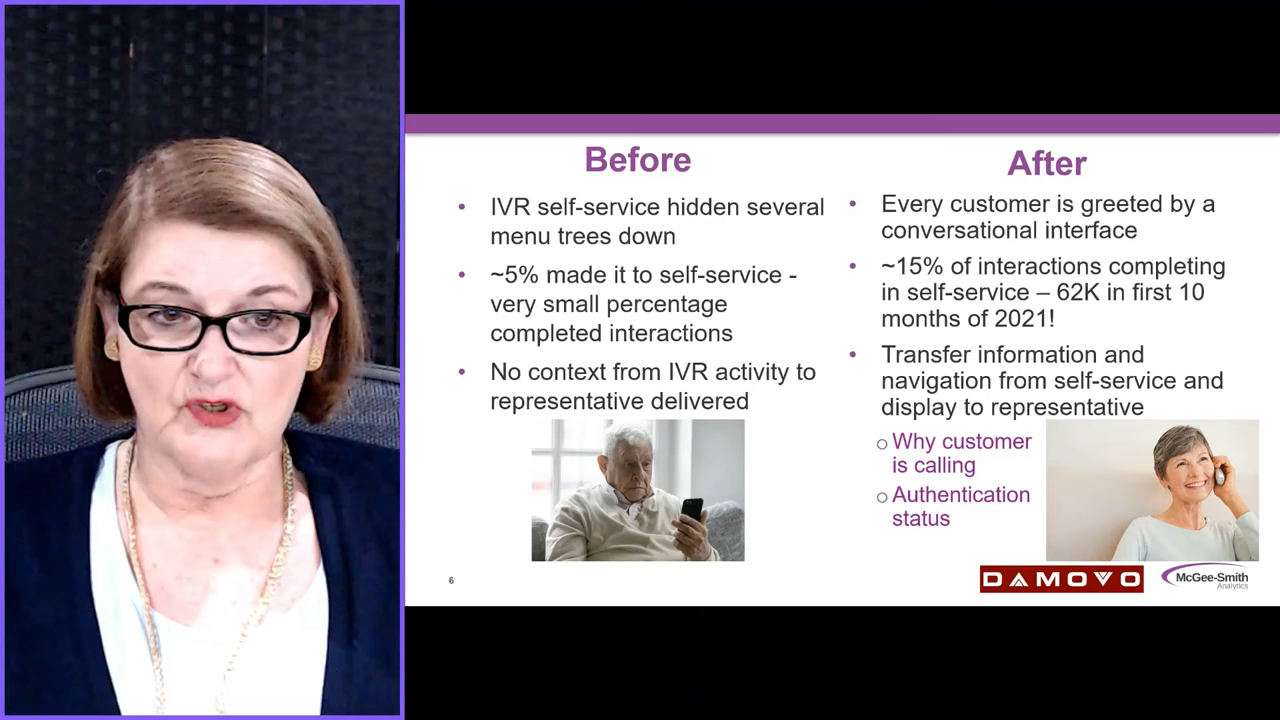 Before
IVR self-service hidden several
menu trees down
~5% made it to self-service -
very small percentage
completed interactions
No context from IVR activity to
representative delivered
After
Every customer is greeted by a
conversational interface
~15% of interactions completing
in self-service – 62K in first 10
months of 2021!
Transfer information and
navigation from self-service and
display to representative
Why customer
is calling
Authentication
status
6
DAMOVO
McGee-Smith
Analytics